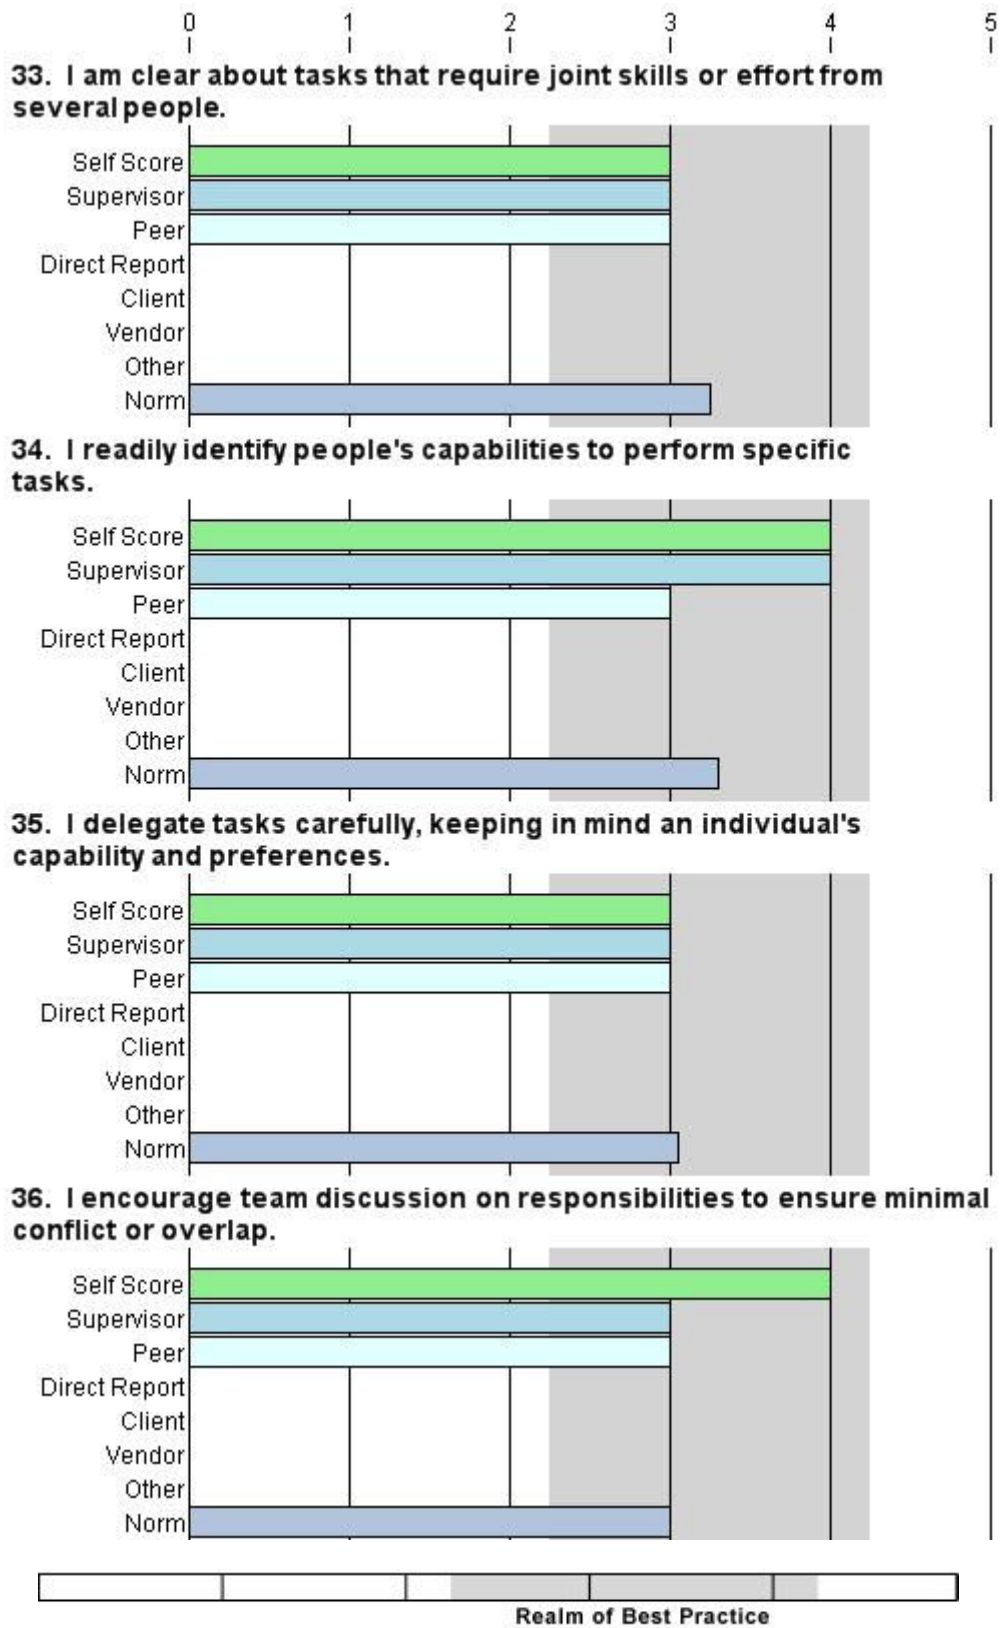 0 1 2 3 4 5
33. I am clear about tasks that require joint skills or effort from
several people.
Self Score
Supervisor
Peer
Direct Report
Client
Vendor
Other
Norm
34. I readily identify people's capabilities to perform specific
tasks.
Self Score
Supervisor
Peer
Direct Report
Client
Vendor
Other
Norm
35. I delegate tasks carefully, keeping in mind an individual's
capability and preferences.
Self Score
Supervisor
Peer
Direct Report
Client
Vendor
Other
Norm
36. I encourage team discussion on responsibilities to ensure minimal
conflict or overlap.
Self Score
Supervisor
Peer
Direct Report
Client
Vendor
Other
Norm
Realm of Best Practice